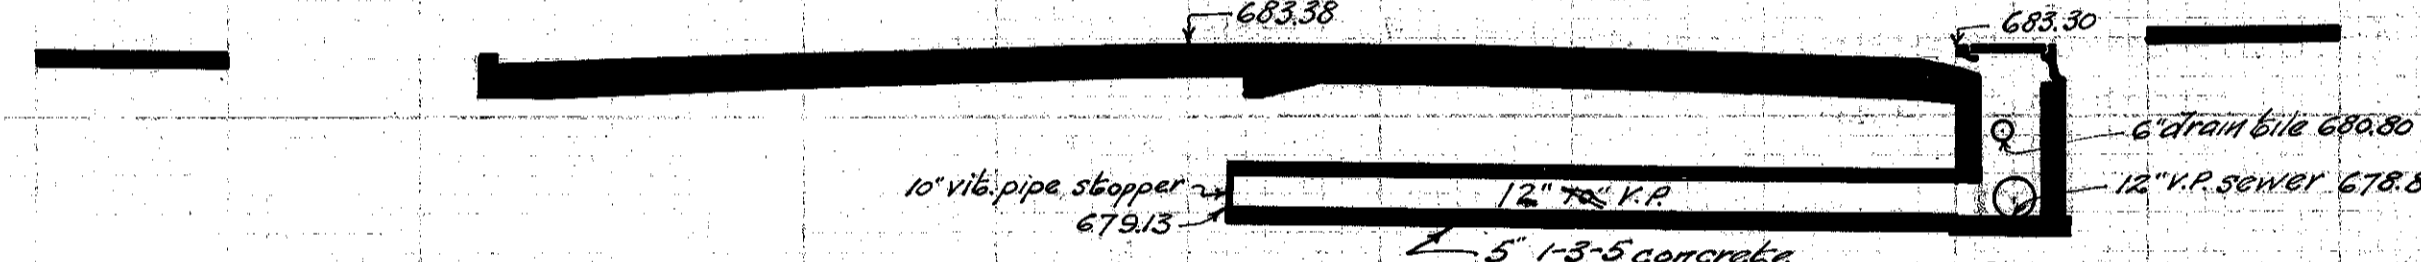 683.38
683.30
6" drain tile 680.80
10" vit. pipe stopper
12" 10" V.P.
12" V.P. sewer 678.8
679.13
5" 1-3-5 concrete